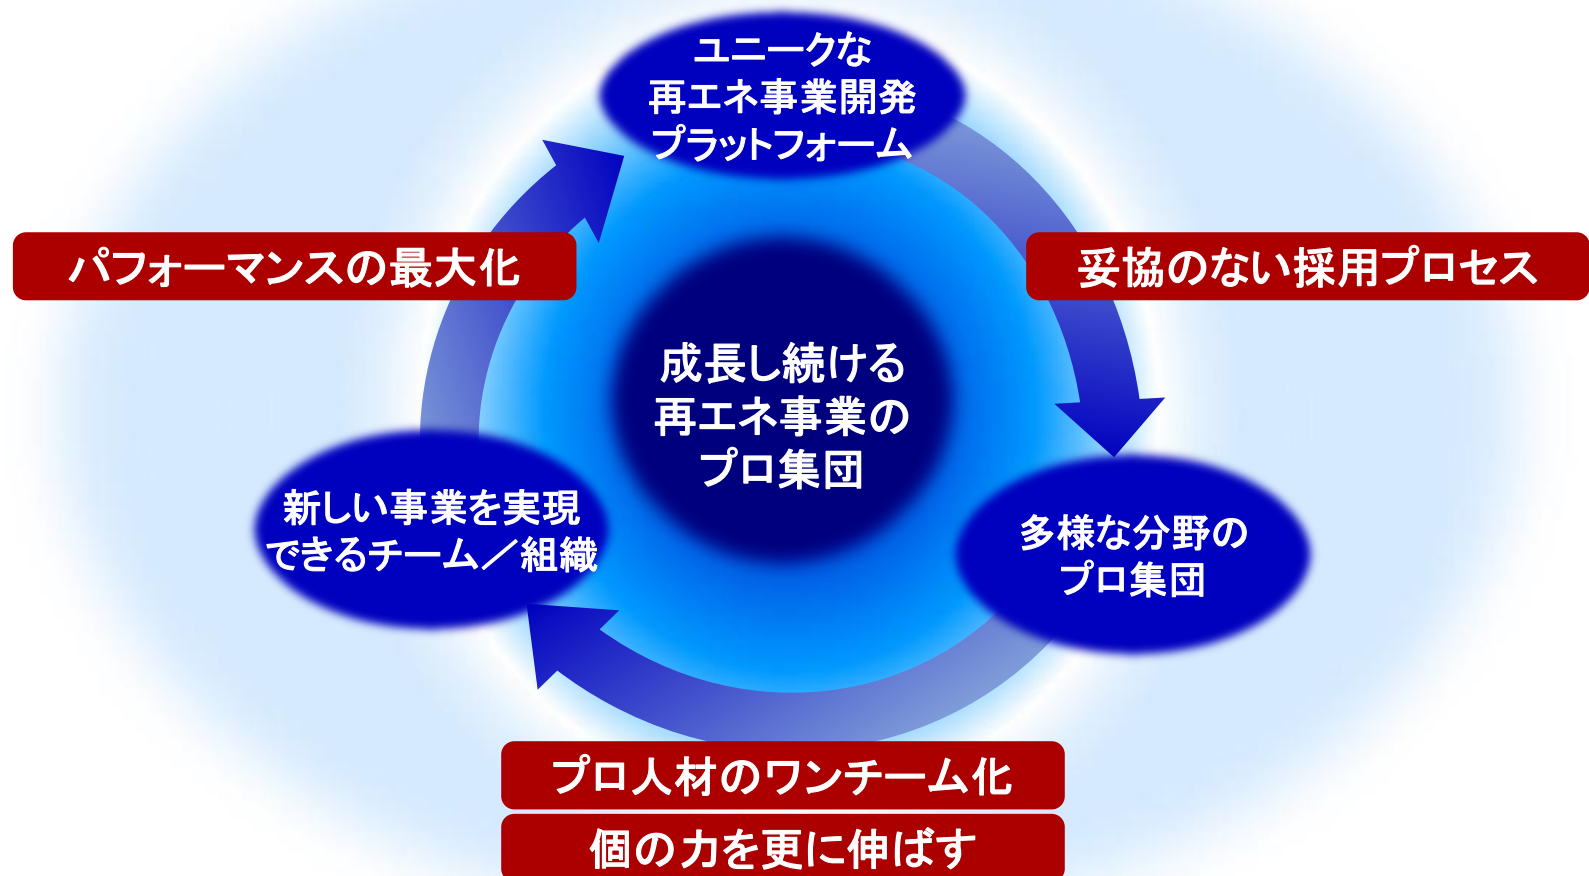 ユニークな
再エネ事業開発
プラットフォーム
パフォーマンスの最大化
妥協のない採用プロセス
成長し続ける
再エネ事業の
プロ集団
新しい事業を実現
できるチーム／組織
多様な分野の
プロ集団
プロ人材のワンチーム化
個の力を更に伸ばす